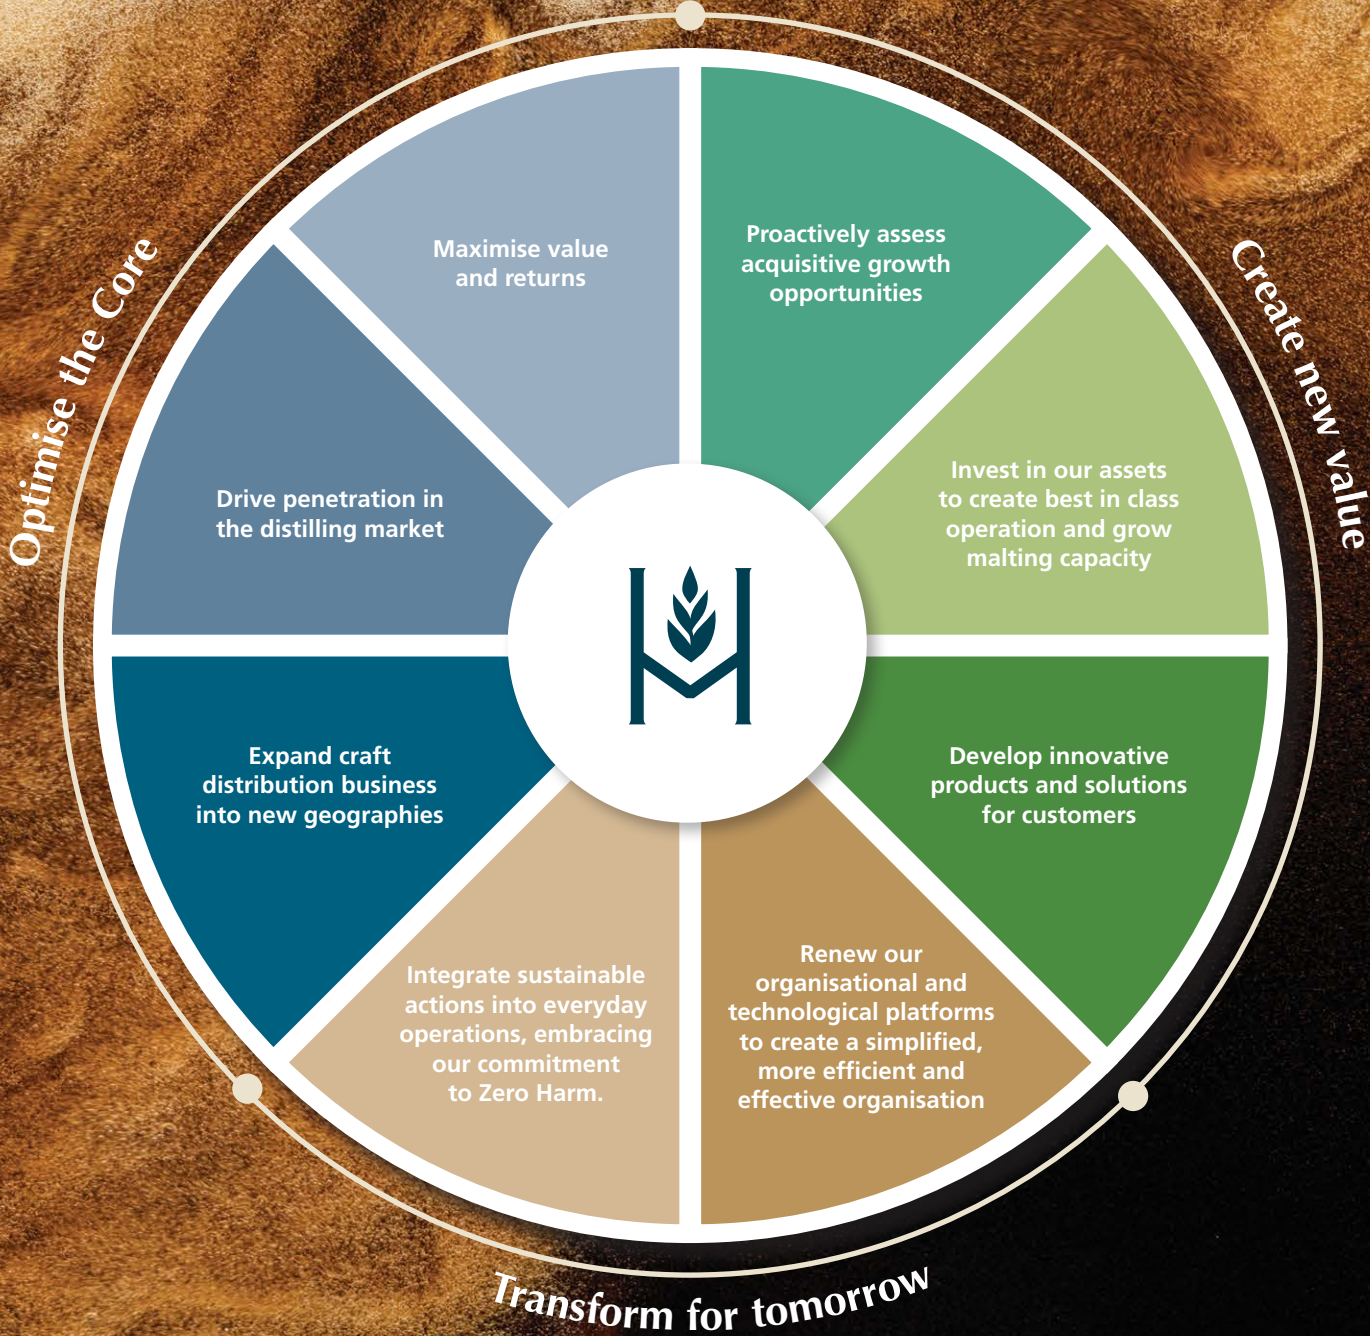 Optimise the Core
Maximise value
and returns
Drive penetration in
the distilling market
Expand craft
distribution business
into new geographies
Create new value
Proactively assess
acquisitive growth
opportunities
Invest in our assets
to create best in class
operation and grow
malting capacity
Develop innovative
products and solutions
for customers
Transform for tomorrow
Renew our
organisational and
technological platforms
to create a simplified,
more efficient and
effective organisation
Integrate sustainable
actions into everyday
operations, embracing
our commitment
to Zero Harm.